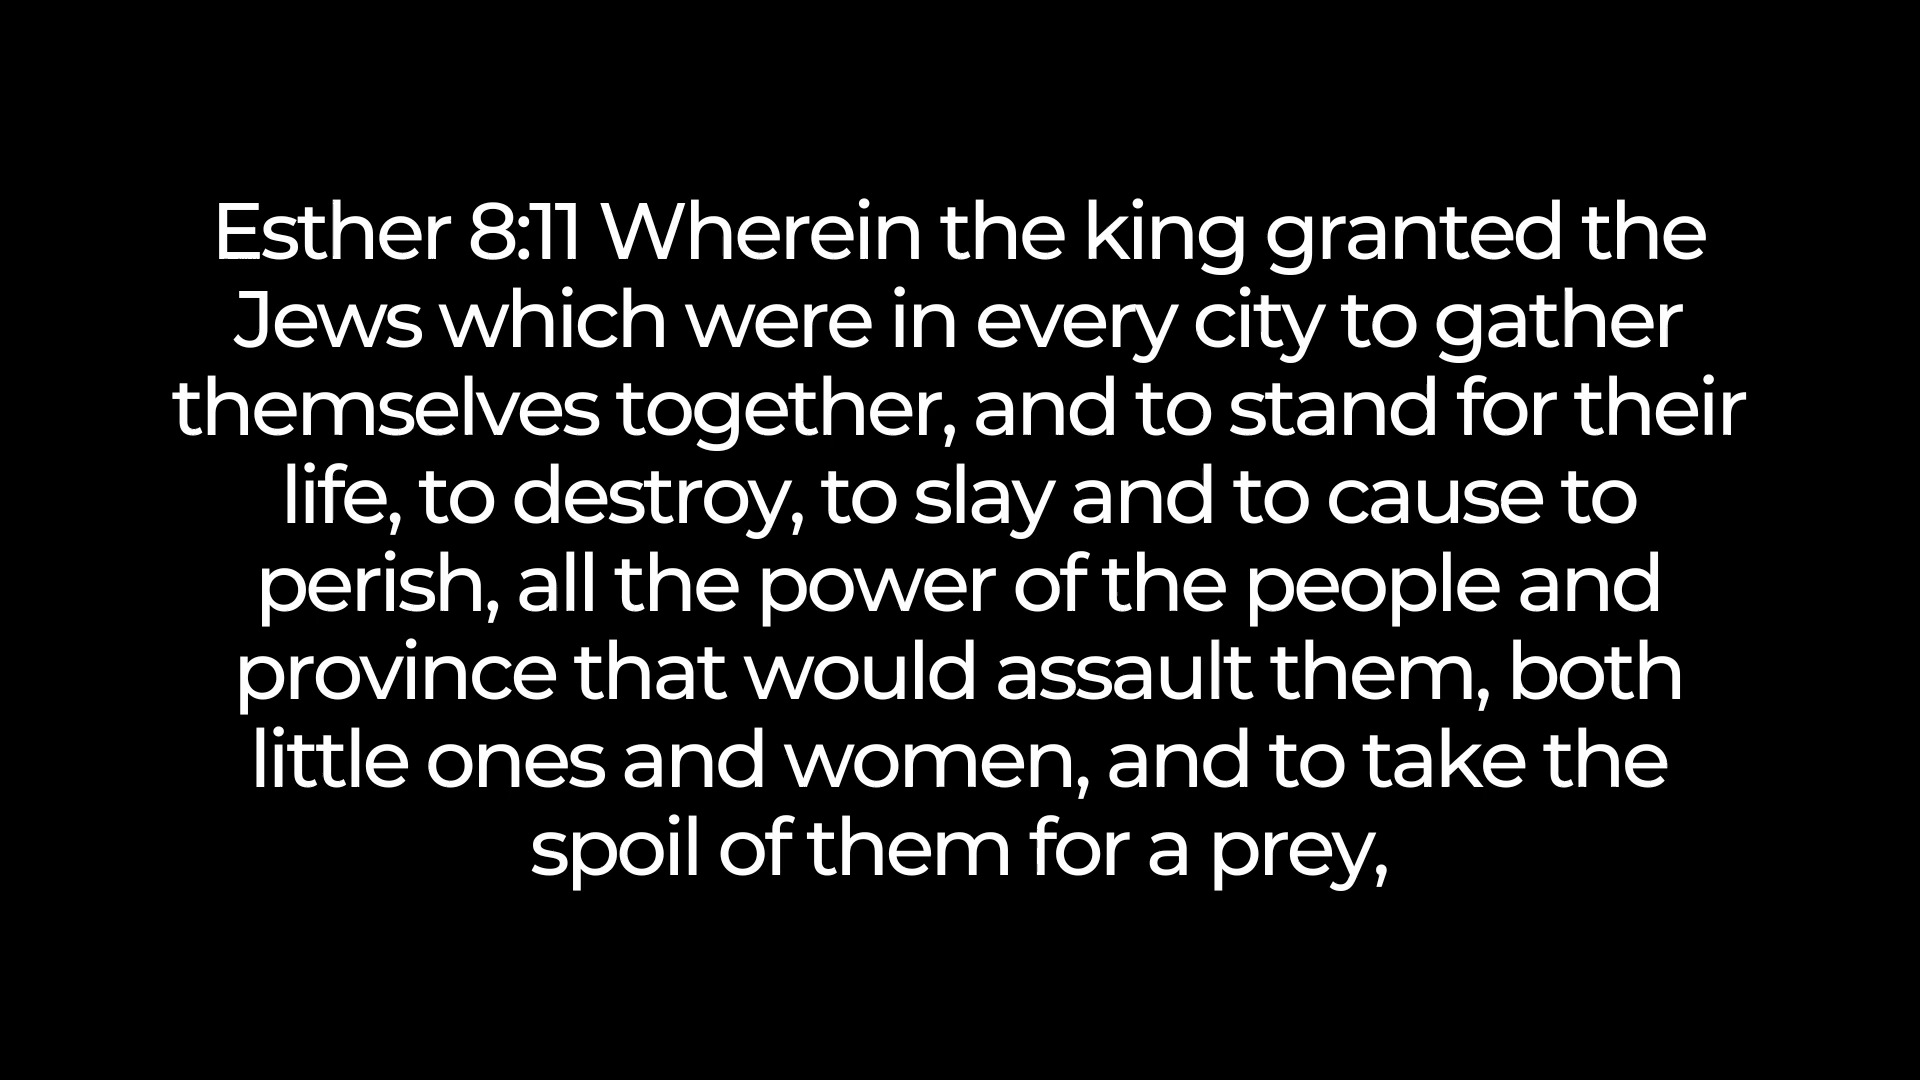 Esther 8:11 Wherein the king granted the
Jews which were in every city to gather
themselves together, and to stand for their
life, to destroy, to slay and to cause to
perish, all the power of the people and
province that would assault them, both
little ones and women, and to take the
spoil of them for a prey,